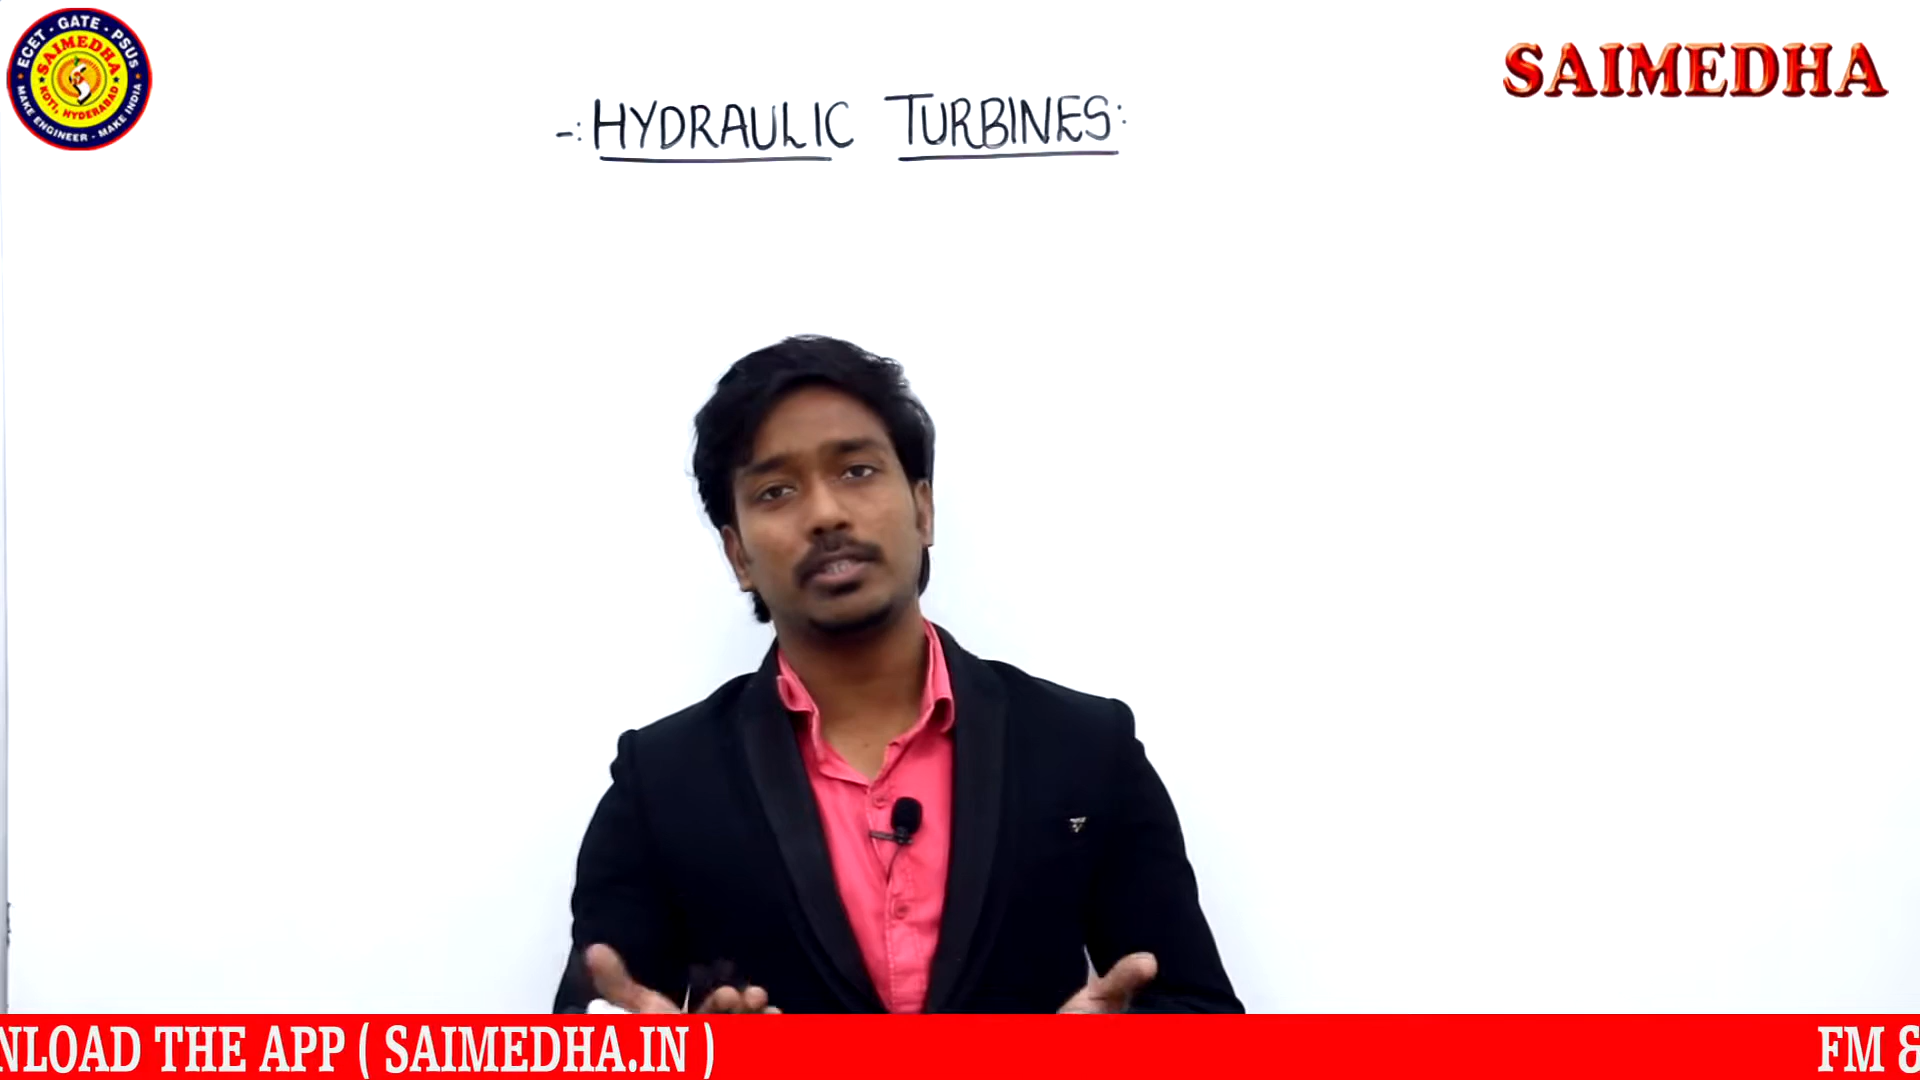 ECET - GATE - PSUs
SAIMEDHA
KOTI, HYDERABAD
MAKE ENGINEER - MAKE INDIA
SAIMEDHA
-: HYDRAULIC TURBINES :
NLOAD THE APP ( SAIMEDHA.IN )
FM &